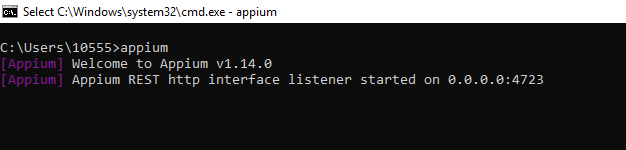 Select C:\Windows\system32\cmd.exe - appium
C:\Users\10555>appium
[Appium] Welcome to Appium v1.14.0
[Appium] Appium REST http interface listener started on 0.0.0.0:4723